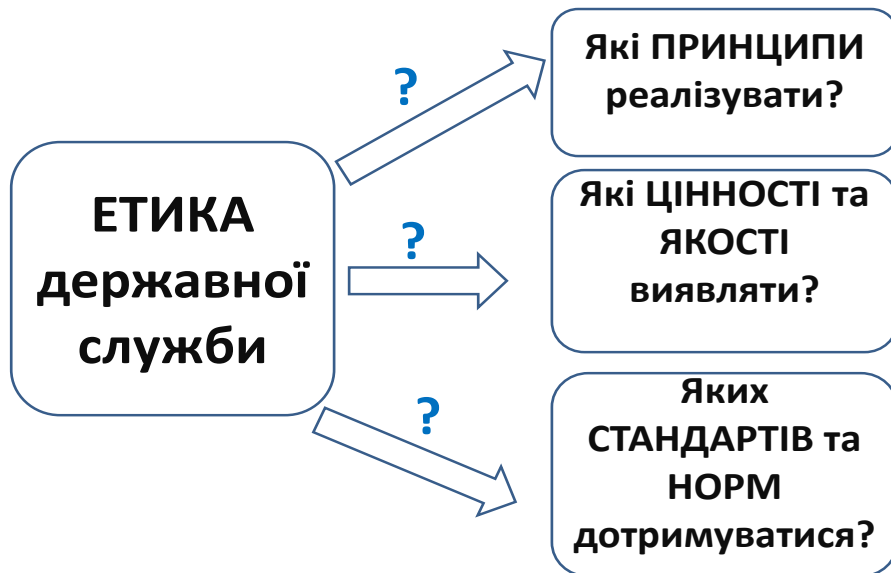 ЕТИКА
державної
служби
?
Які ПРИНЦИПИ
реалізувати?
?
Які ЦІННОСТІ та
ЯКОСТІ
виявляти?
?
Яких
СТАНДАРТІВ та
НОРМ
дотримуватися?